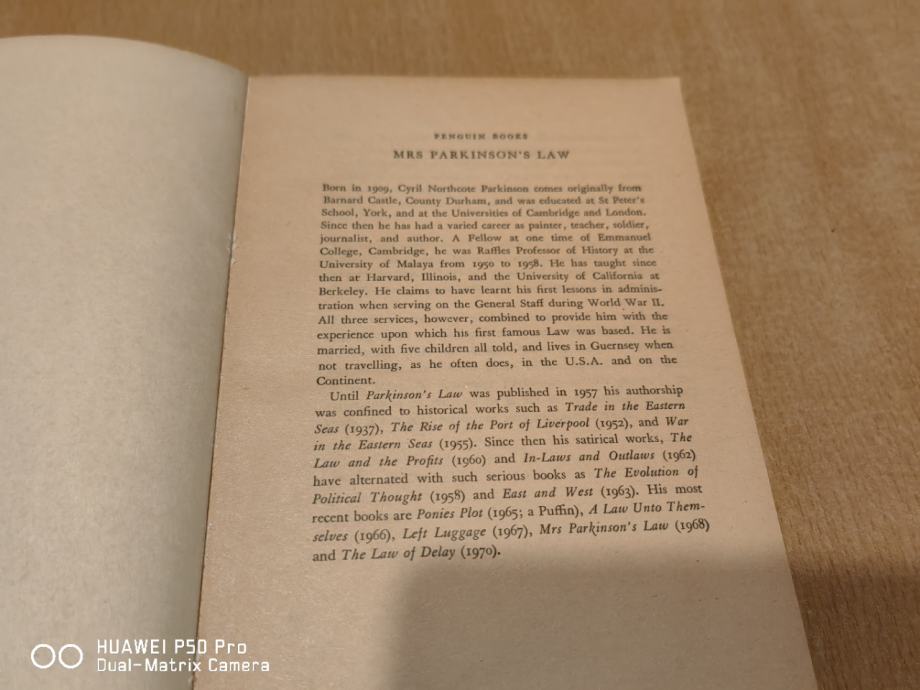 PENGUIN BOOKS
MRS PARKINSON'S LAW
Born in 1909, Cyril Northcote Parkinson comes originally from
Barnard Castle, County Durham, and was educated at St Peter's
School, York, and at the Universities of Cambridge and London.
Since then he has had a varied career as painter, teacher, soldier,
journalist, and author. A Fellow at one time of Emmanuel
College, Cambridge, he was Raffles Professor of History at the
University of Malaya from 1950 to 1958. He has taught since
then at Harvard, Illinois, and the University of California at
Berkeley. He claims to have learnt his first lessons in adminis-
tration when serving on the General Staff during World War II.
All three services, however, combined to provide him with the
experience upon which his first famous Law was based. He is
married, with five children all told, and lives in Guernsey when
not travelling, as he often does, in the U.S.A. and on the
Continent.
Until Parkinson's Law was published in 1957 his authorship
was confined to historical works such as Trade in the Eastern
Seas (1937), The Rise of the Port of Liverpool (1952), and War
in the Eastern Seas (1955). Since then his satirical works, The
Law and the Profits (1960) and In-Laws and Outlaws (1962)
have alternated with such serious books as The Evolution of
Political Thought (1958) and East and West (1963). His most
recent books are Ponies Plot (1965; a Puffin), A Law Unto Them-
selves (1966), Left Luggage (1967), Mrs Parkinson's Law (1968)
and The Law of Delay (1970).
HUAWEI P50 Pro
Dual-Matrix Camera